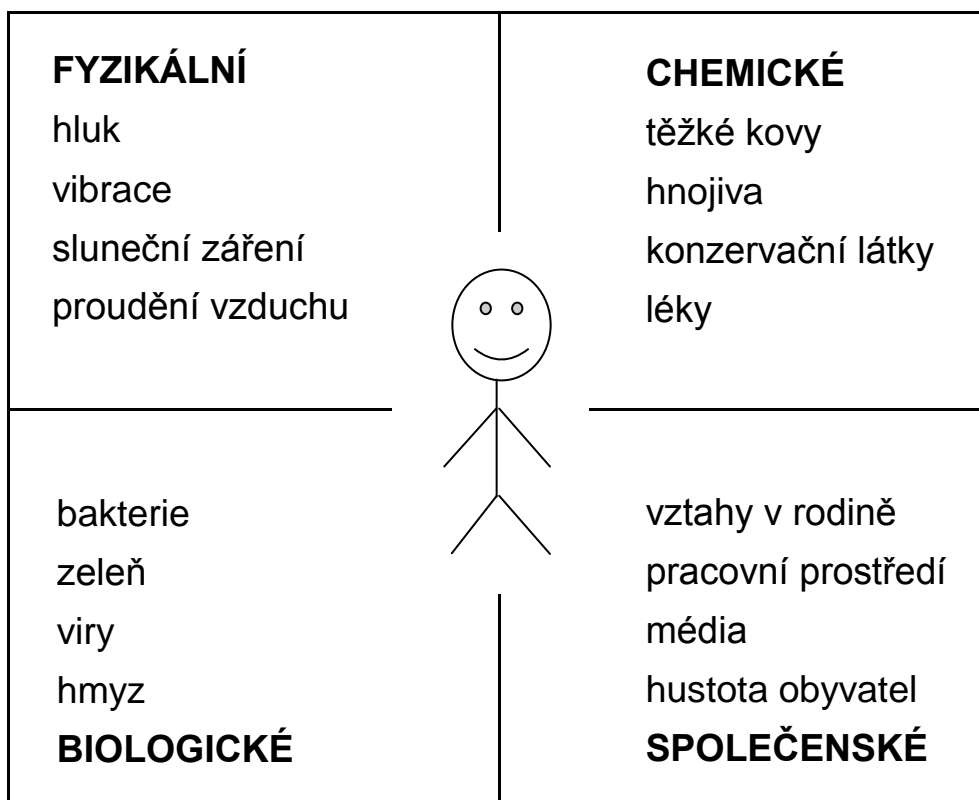 FYZIKÁLNÍ
hluk
vibrace
sluneční záření
proudění vzduchu
CHEMICKÉ
těžké kovy
hnojiva
konzervační látky
léky
bakterie
zeleň
viry
hmyz
BIOLOGICKÉ
vztahy v rodině
pracovní prostředí
média
hustota obyvatel
SPOLEČENSKÉ